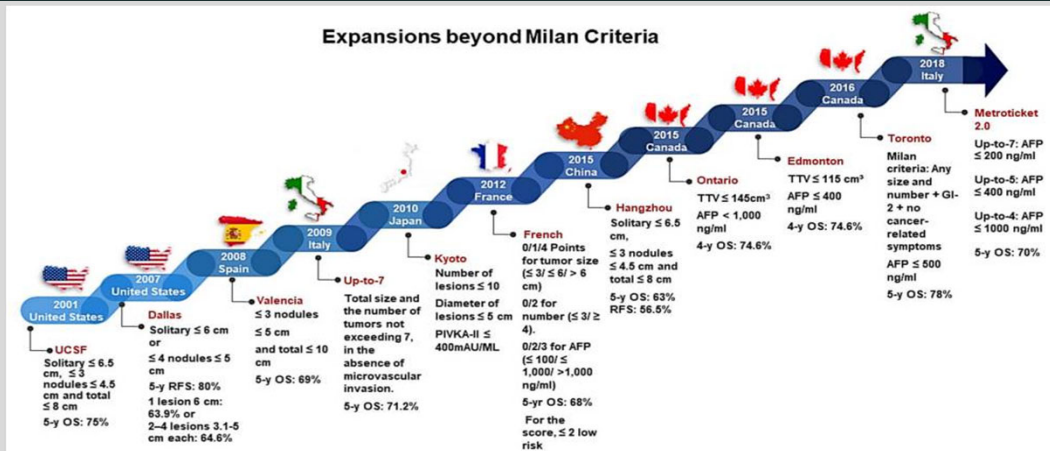 Expansions beyond Milan Criteria
2001
United States
UCSF
Solitary ≤ 6.5
cm, ≤ 3
nodules ≤ 4.5
cm and total
≤ 8 cm
5-y OS: 75%
2007
United States
Dallas
Solitary ≤ 6 cm
or
≤ 4 nodules ≤ 5
cm
5-y RFS: 80%
1 lesion 6 cm:
63.9% or
2–4 lesions 3.1-5
cm each: 64.6%
2008
Spain
Valencia
≤ 3 nodules
≤ 5 cm
and total ≤ 10
cm
5-y OS: 69%
2009
Italy
Up-to-7
Total size and
the number of
tumors not
exceeding 7,
in the
absence of
microvascular
invasion.
5-y OS: 71.2%
2010
Japan
Kyoto
Number of
lesions ≤ 10
Diameter of
lesions ≤ 5 cm
PIVKA-II ≤
400mAU/ML
2012
France
French
0/1/4 Points
for tumor size
(≤ 3/ ≤ 6/ > 6
cm)
0/2 for
number (≤ 3/ ≥
4).
0/2/3 for AFP
(≤ 100/ ≤
1,000/ >1,000
ng/ml)
5-yr OS: 68%
For the
score, ≤ 2 low
risk
2015
China
Hangzhou
Solitary ≤ 6.5
cm,
≤ 3 nodules
≤ 4.5 cm and
total ≤ 8 cm
5-y OS: 63%
RFS: 56.5%
2015
Canada
Ontario
TTV ≤ 145cm³
AFP < 1,000
ng/ml
4-y OS: 74.6%
2015
Canada
Edmonton
TTV ≤ 115 cm³
AFP ≤ 400
ng/ml
4-y OS: 74.6%
2016
Canada
Toronto
Milan
criteria: Any
size and
number + GI-
2 + no
cancer-
related
symptoms
AFP ≤ 500
ng/ml
5-y OS: 78%
2018
Italy
Metroticket
2.0
Up-to-7: AFP
≤ 200 ng/ml
Up-to-5: AFP
≤ 400 ng/ml
Up-to-4: AFP
≤ 1000 ng/ml
5-y OS: 70%